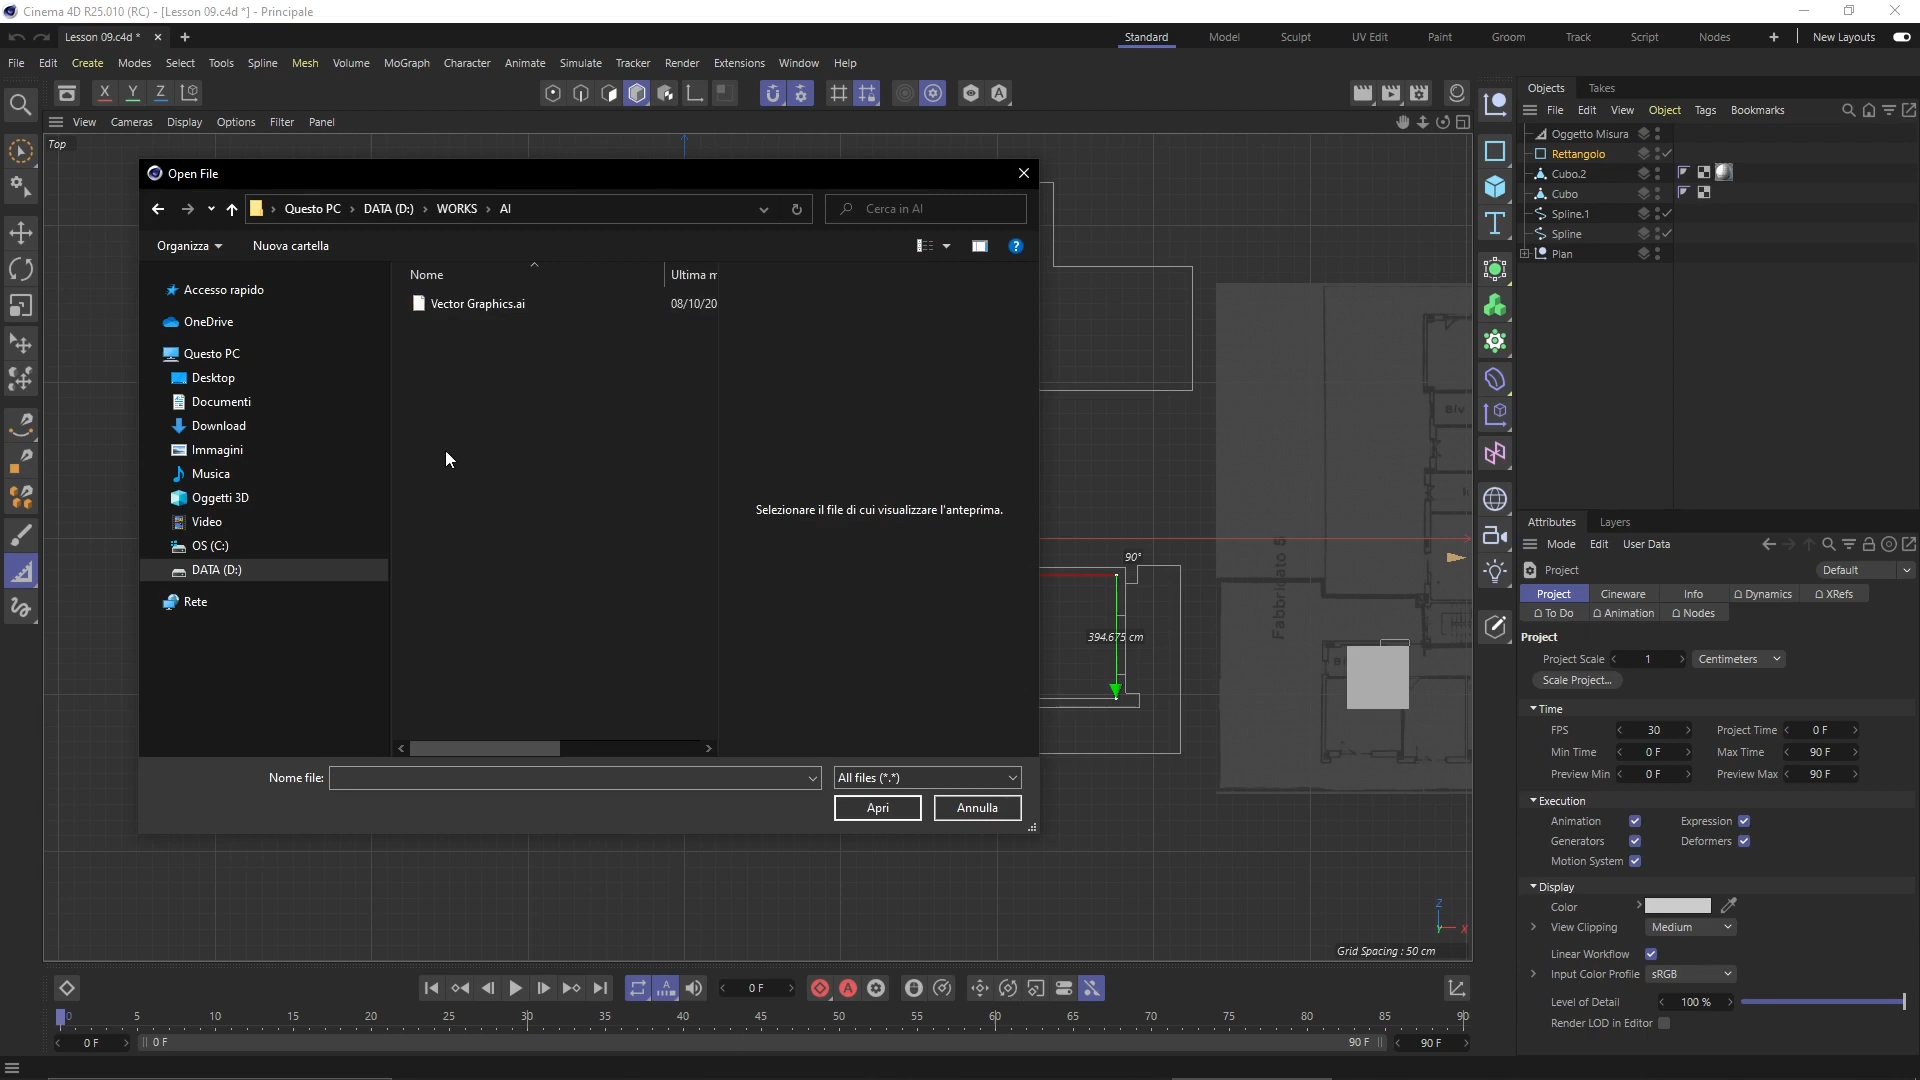 Cinema 4D R25.010 (RC) - [Lesson 09.c4d *] - Principale
Lesson 09.c4d *
Standard Model Sculpt UV Edit Paint Groom Track Script Nodes New Layouts
File Edit Create Modes Select Tools Spline Mesh Volume MoGraph Character Animate Simulate Tracker Render Extensions Window Help
X Y Z
View Cameras Display Options Filter Panel
Top
Open File
Questo PC > DATA (D:) > WORKS > AI
Cerca in AI
Organizza
Nuova cartella
Nome
Ultima m
Vector Graphics.ai
08/10/20
Accesso rapido
OneDrive
Questo PC
Desktop
Documenti
Download
Immagini
Musica
Oggetti 3D
Video
OS (C:)
DATA (D:)
Rete
Selezionare il file di cui visualizzare l'anteprima.
Nome file:
All files (*.*)
Apri
Annulla
90°
394.675 cm
Fabbricato 5
Grid Spacing : 50 cm
Z
Y
X
Objects Takes
File Edit View Object Tags Bookmarks
Oggetto Misura
Rettangolo
Cubo.2
Cubo
Spline.1
Spline
Plan
Attributes Layers
Mode Edit User Data
Project
Default
Project Cineware Info Dynamics XRefs
To Do Animation Nodes
Project
Project Scale 1 Centimeters
Scale Project...
Time
FPS 30 Project Time 0 F
Min Time 0 F Max Time 90 F
Preview Min 0 F Preview Max 90 F
Execution
Animation Expression
Generators Deformers
Motion System
Display
Color
View Clipping Medium
Linear Workflow
Input Color Profile sRGB
Level of Detail 100 %
Render LOD in Editor
0 F
0 5 10 15 20 25 30 35 40 45 50 55 60 65 70 75 80 85 90
0 F 0 F 90 F 90 F